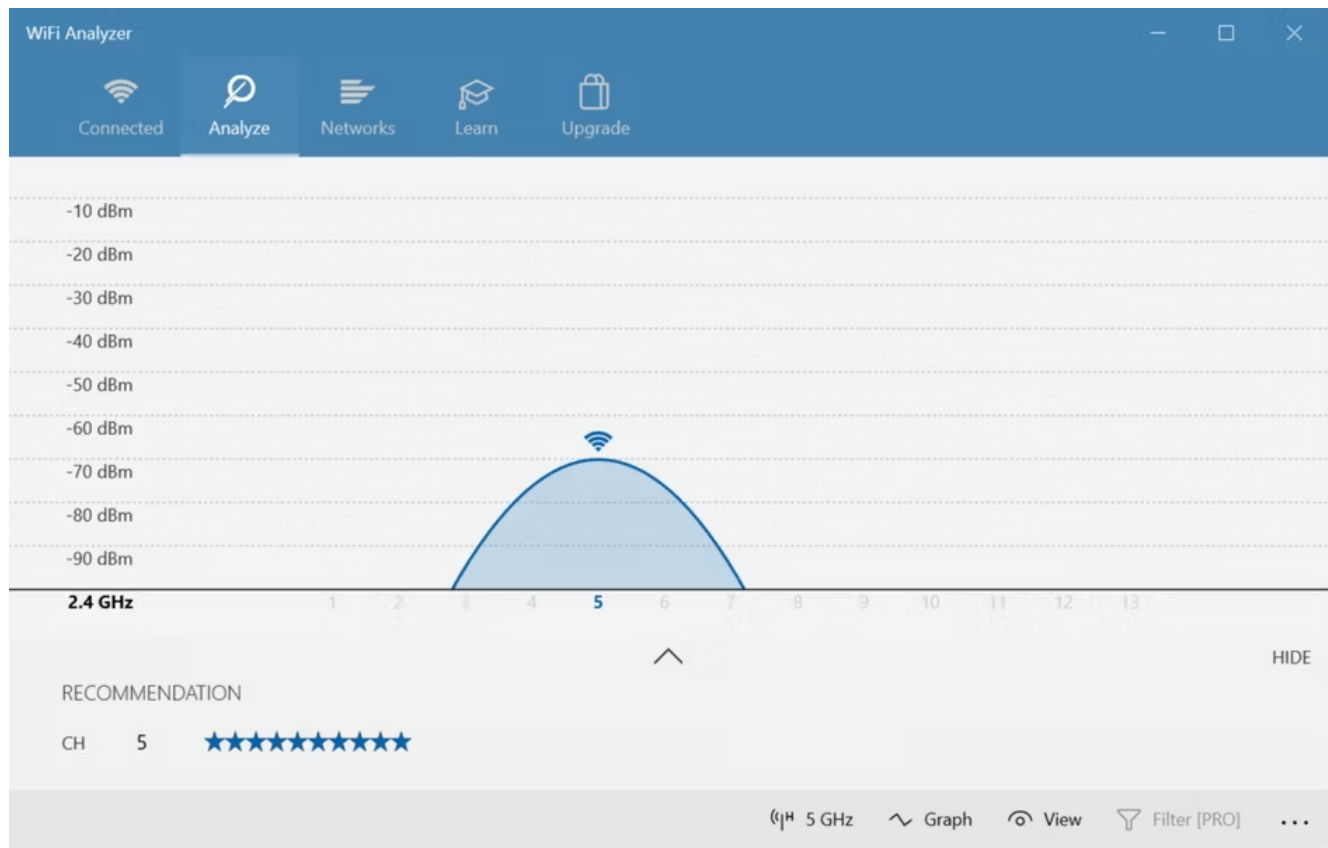 WiFi Analyzer
Connected Analyze Networks Learn Upgrade
-10 dBm
-20 dBm
-30 dBm
-40 dBm
-50 dBm
-60 dBm
-70 dBm
-80 dBm
-90 dBm
2.4 GHz 1 2 3 4 5 6 7 8 9 10 11 12 13
HIDE
RECOMMENDATION
CH 5
5 GHz Graph View Filter [PRO] ...